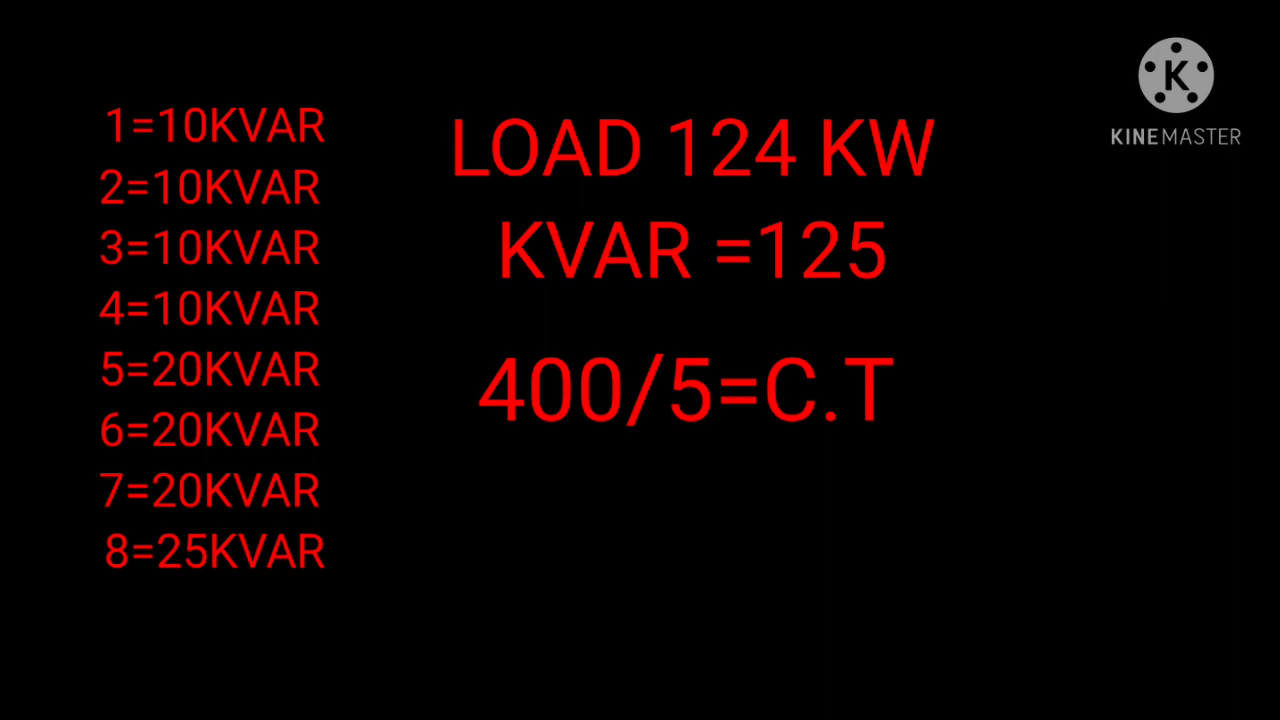 1=10KVAR
2=10KVAR
3=10KVAR
4=10KVAR
5=20KVAR
6=20KVAR
7=20KVAR
8=25KVAR
LOAD 124 KW
KVAR =125
400/5=C.T
K
KINEMASTER